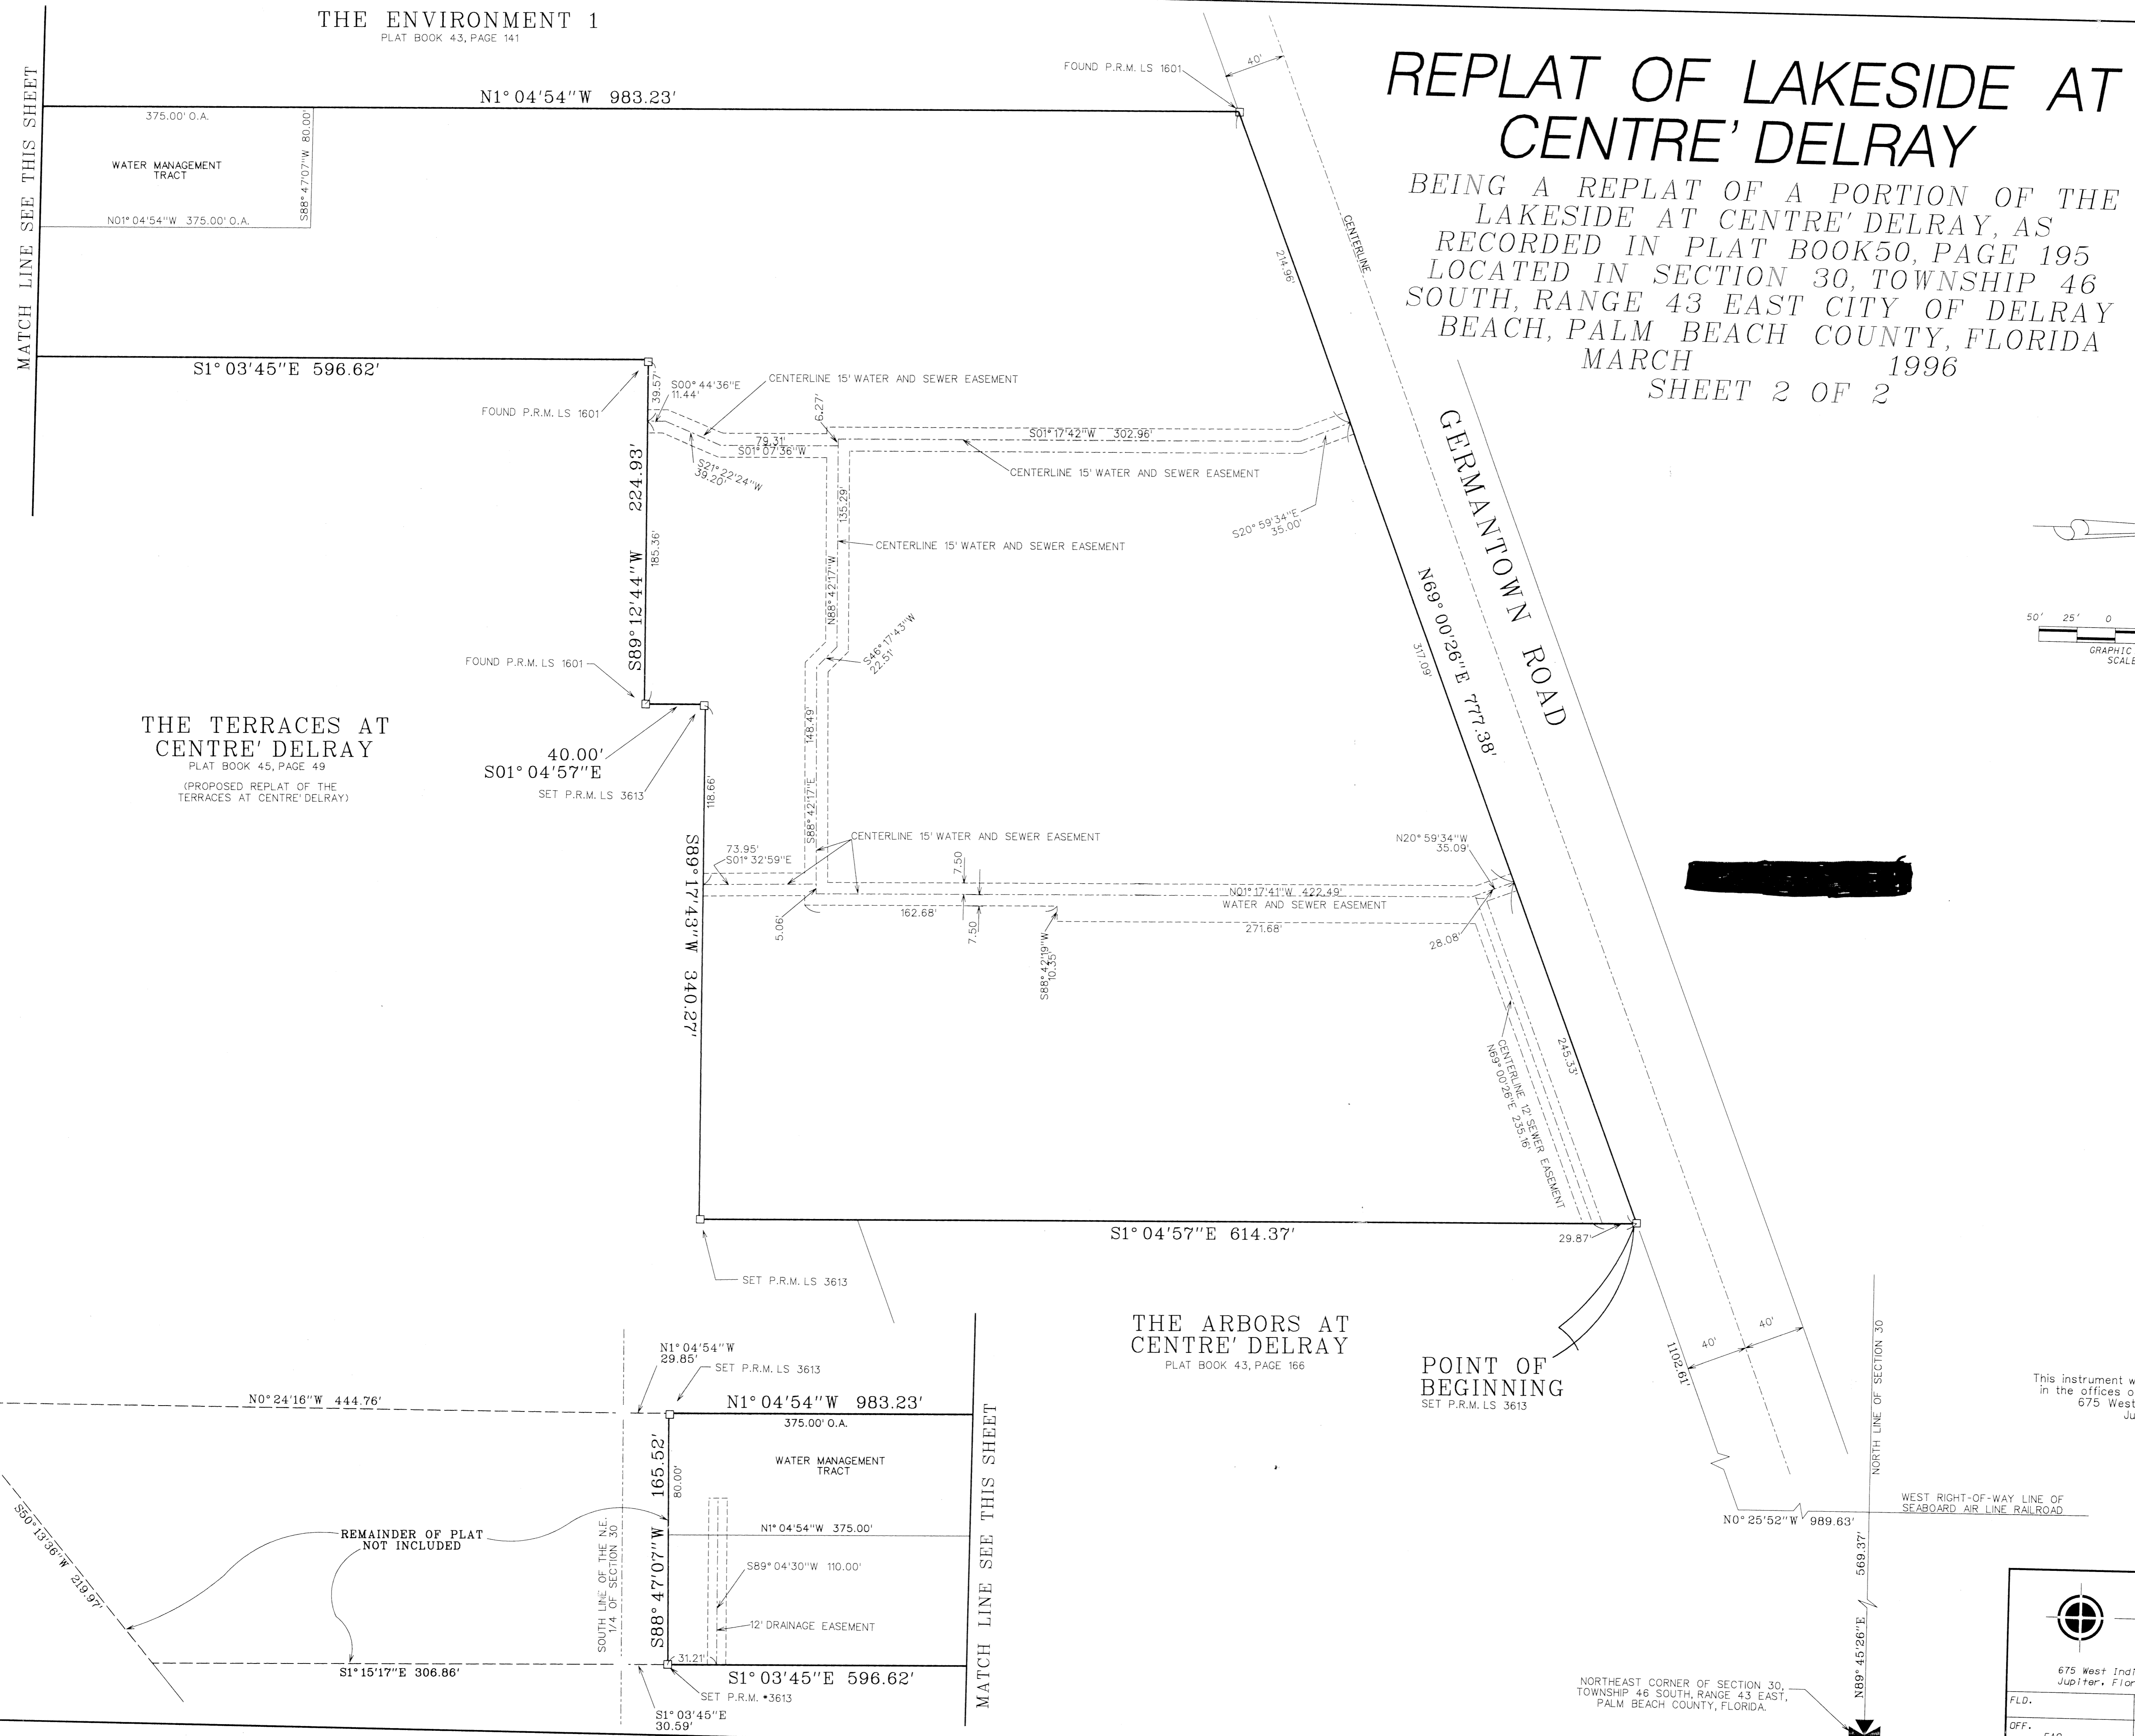 THE ENVIRONMENT 1
PLAT BOOK 43, PAGE 141
N1°04'54"W 983.23'
FOUND P.R.M. LS 1601
40'
REPLAT OF LAKESIDE AT
CENTRE' DELRAY
BEING A REPLAT OF A PORTION OF THE
LAKESIDE AT CENTRE' DELRAY, AS
RECORDED IN PLAT BOOK50, PAGE 195
LOCATED IN SECTION 30, TOWNSHIP 46
SOUTH, RANGE 43 EAST CITY OF DELRAY
BEACH, PALM BEACH COUNTY, FLORIDA
MARCH 1996
SHEET 2 OF 2
MATCH LINE SEE THIS SHEET
375.00' O.A.
WATER MANAGEMENT
TRACT
S88°47'07"W 80.00'
N01°04'54"W 375.00' O.A.
S1°03'45"E 596.62'
FOUND P.R.M. LS 1601
39.57'
S00°44'36"E
11.44'
CENTERLINE 15' WATER AND SEWER EASEMENT
6.27'
79.31'
S01°07'36"W
S21°22'24"W
39.20'
S01°17'42"W 302.96'
CENTERLINE 15' WATER AND SEWER EASEMENT
S20°59'34"E
35.00'
214.96'
CENTERLINE
GERMANTOWN ROAD
N69°00'26"E 777.38'
317.09'
S89°12'44"W 224.93'
185.36'
135.29'
N88°42'17"W
CENTERLINE 15' WATER AND SEWER EASEMENT
S46°17'43"W
22.51'
FOUND P.R.M. LS 1601
50' 25' 0
GRAPHIC
SCALE
THE TERRACES AT
CENTRE' DELRAY
PLAT BOOK 45, PAGE 49
(PROPOSED REPLAT OF THE
TERRACES AT CENTRE' DELRAY)
40.00'
S01°04'57"E
SET P.R.M. LS 3613
118.66'
148.49'
S88°42'17"E
S89°17'43"W 340.27'
73.95'
S01°32'59"E
CENTERLINE 15' WATER AND SEWER EASEMENT
7.50
N20°59'34"W
35.09'
N01°17'41"W 422.49'
WATER AND SEWER EASEMENT
5.06'
162.68'
7.50
S88°42'19"W
10.35'
271.68'
28.08'
CENTERLINE 12' SEWER EASEMENT
N69°00'26"E 235.16'
245.33'
S1°04'57"E 614.37'
29.87'
SET P.R.M. LS 3613
THE ARBORS AT
CENTRE' DELRAY
PLAT BOOK 43, PAGE 166
POINT OF
BEGINNING
SET P.R.M. LS 3613
40'
40'
1102.61'
NORTH LINE OF SECTION 30
This instrument w
in the offices o
675 West
Ju
WEST RIGHT-OF-WAY LINE OF
SEABOARD AIR LINE RAILROAD
N0°25'52"W 989.63'
569.37'
N89°45'26"E
NORTHEAST CORNER OF SECTION 30,
TOWNSHIP 46 SOUTH, RANGE 43 EAST,
PALM BEACH COUNTY, FLORIDA.
N0°24'16"W 444.76'
N1°04'54"W
29.85'
SET P.R.M. LS 3613
N1°04'54"W 983.23'
375.00' O.A.
WATER MANAGEMENT
TRACT
S88°47'07"W 165.52'
80.00'
N1°04'54"W 375.00'
S89°04'30"W 110.00'
12' DRAINAGE EASEMENT
31.21'
S1°03'45"E 596.62'
SET P.R.M. #3613
S1°03'45"E
30.59'
MATCH LINE SEE THIS SHEET
SOUTH LINE OF THE N.E.
1/4 OF SECTION 30
REMAINDER OF PLAT
NOT INCLUDED
S50°13'36"W 219.97'
S1°15'17"E 306.86'
675 West Indi
Jupiter, Flor
FLD.
OFF.